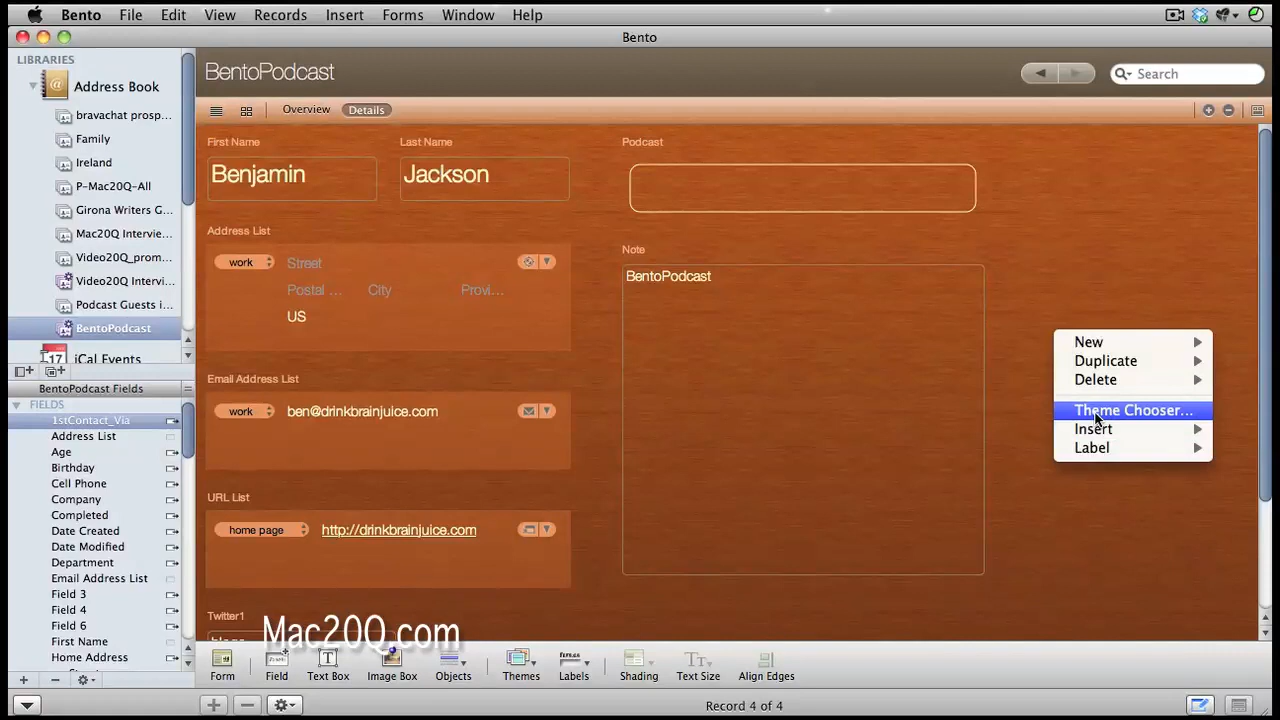 Bento File Edit View Records Insert Forms Window Help
Bento
LIBRARIES
Address Book
bravachat prosp...
Family
Ireland
P-Mac20Q-All
Girona Writers G...
Mac20Q Intervie...
Video20Q_prom...
Video20Q Intervi...
Podcast Guests i...
BentoPodcast
17 iCal Events
BentoPodcast Fields
FIELDS
1stContact_Via
Address List
Age
Birthday
Cell Phone
Company
Completed
Date Created
Date Modified
Department
Email Address List
Field 3
Field 4
Field 6
First Name
Home Address
BentoPodcast
Search
Overview Details
First Name Last Name Podcast
Benjamin Jackson
Address List
work Street
Postal ... City Provi...
US
Note
BentoPodcast
Email Address List
work ben@drinkbrainjuice.com
URL List
home page http://drinkbrainjuice.com
Twitter1
New
Duplicate
Delete
Theme Chooser...
Insert
Label
Mac20Q.com
Form Field Text Box Image Box Objects Themes Labels Shading Text Size Align Edges
Record 4 of 4